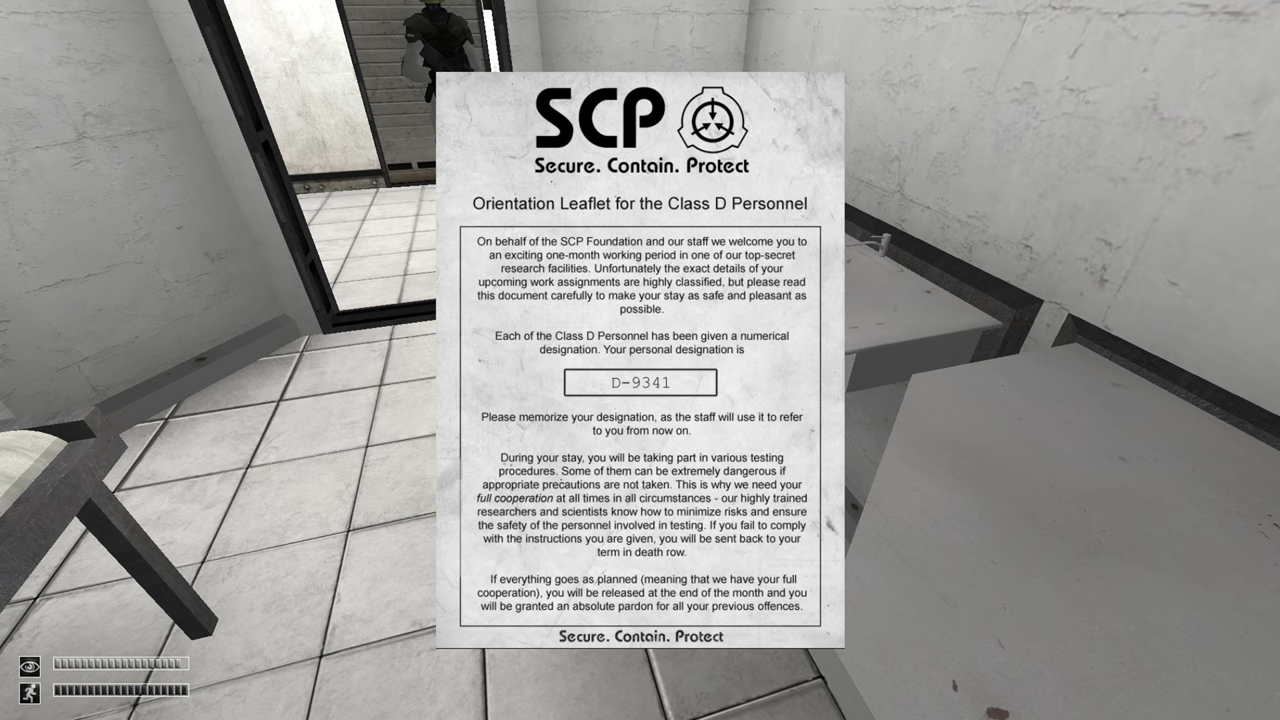 SCP
Secure. Contain. Protect
Orientation Leaflet for the Class D Personnel
On behalf of the SCP Foundation and our staff we welcome you to
an exciting one-month working period in one of our top-secret
research facilities. Unfortunately the exact details of your
upcoming work assignments are highly classified, but please read
this document carefully to make your stay as safe and pleasant as
possible.
Each of the Class D Personnel has been given a numerical
designation. Your personal designation is
D-9341
Please memorize your designation, as the staff will use it to refer
to you from now on.
During your stay, you will be taking part in various testing
procedures. Some of them can be extremely dangerous if
appropriate precautions are not taken. This is why we need your
full cooperation at all times in all circumstances - our highly trained
researchers and scientists know how to minimize risks and ensure
the safety of the personnel involved in testing. If you fail to comply
with the instructions you are given, you will be sent back to your
term in death row.
If everything goes as planned (meaning that we have your full
cooperation), you will be released at the end of the month and you
will be granted an absolute pardon for all your previous offences.
Secure. Contain. Protect